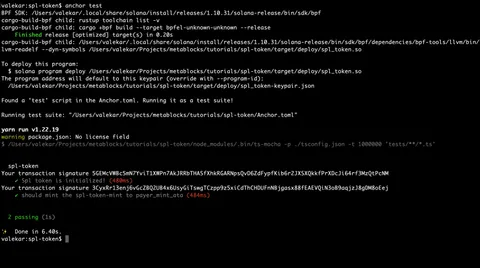 valekar:spl-token$ anchor test
BPF SDK: /Users/valekar/.local/share/solana/install/releases/1.10.31/solana-release/bin/sdk/bpf
cargo-build-bpf child: rustup toolchain list -v
cargo-build-bpf child: cargo +bpf build --target bpfel-unknown-unknown --release
Finished release [optimized] target(s) in 0.20s
cargo-build-bpf child: /Users/valekar/.local/share/solana/install/releases/1.10.31/solana-release/bin/sdk/bpf/dependencies/bpf-tools/llvm/bin/
llvm-readelf --dyn-symbols /Users/valekar/Projects/metablocks/tutorials/spl-token/target/deploy/spl_token.so
To deploy this program:
$ solana program deploy /Users/valekar/Projects/metablocks/tutorials/spl-token/target/deploy/spl_token.so
The program address will default to this keypair (override with --program-id):
/Users/valekar/Projects/metablocks/tutorials/spl-token/target/deploy/spl_token-keypair.json
Found a 'test' script in the Anchor.toml. Running it as a test suite!
Running test suite: "/Users/valekar/Projects/metablocks/tutorials/spl-token/Anchor.toml"
yarn run v1.22.19
warning package.json: No license field
$ /Users/valekar/Projects/metablocks/tutorials/spl-token/node_modules/.bin/ts-mocha -p ./tsconfig.json -t 1000000 'tests/**/*.ts'
spl-token
Your transaction signature
✓ Spl token is initialized! (480ms)
Your transaction signature
✓ should mint the spl-token-mint to payer_mint_ata (484ms)
2 passing (1s)
✨ Done in 6.40s.
valekar:spl-token$